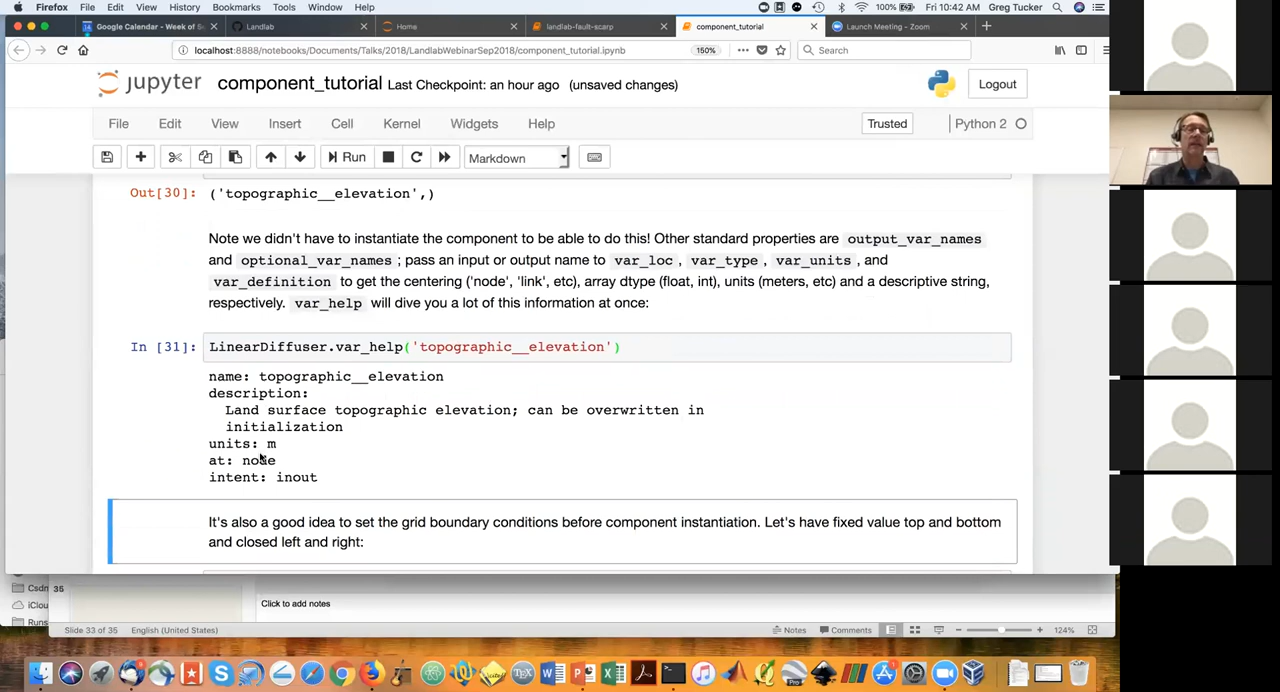 Firefox File Edit View History Bookmarks Tools Window Help 100% Fri 10:42 AM Greg Tucker
Google Calendar - Week of S Landlab Home landlab-fault-scarp component_tutorial Launch Meeting - Zoom
localhost:8888/notebooks/Documents/Talks/2018/LandlabWebinarSep2018/component_tutorial.ipynb 150% Search
jupyter component_tutorial Last Checkpoint: an hour ago (unsaved changes) Logout
File Edit View Insert Cell Kernel Widgets Help Trusted Python 2
Run Markdown
Out[30]: ('topographic__elevation',)
Note we didn't have to instantiate the component to be able to do this! Other standard properties are output_var_names
and optional_var_names ; pass an input or output name to var_loc , var_type , var_units , and
var_definition to get the centering ('node', 'link', etc), array dtype (float, int), units (meters, etc) and a descriptive string,
respectively. var_help will dive you a lot of this information at once:
In [31]: LinearDiffuser.var_help('topographic__elevation')
name: topographic__elevation
description:
Land surface topographic elevation; can be overwritten in
initialization
units: m
at: node
intent: inout
It's also a good idea to set the grid boundary conditions before component instantiation. Let's have fixed value top and bottom
and closed left and right:
Csdn 35
iClou
Runs
Click to add notes
Slide 33 of 35 English (United States) Notes Comments 124%